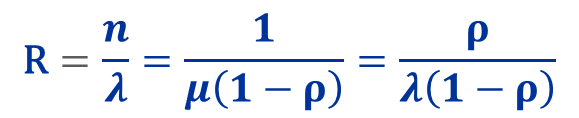 R = n/λ = 1/μ(1 − ρ) = ρ/λ(1 − ρ)